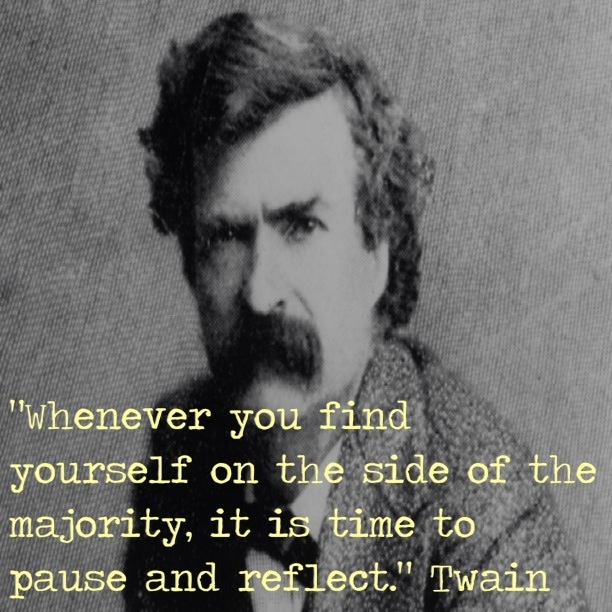 "Whenever you find
yourself on the side of the
majority, it is time to
pause and reflect." Twain